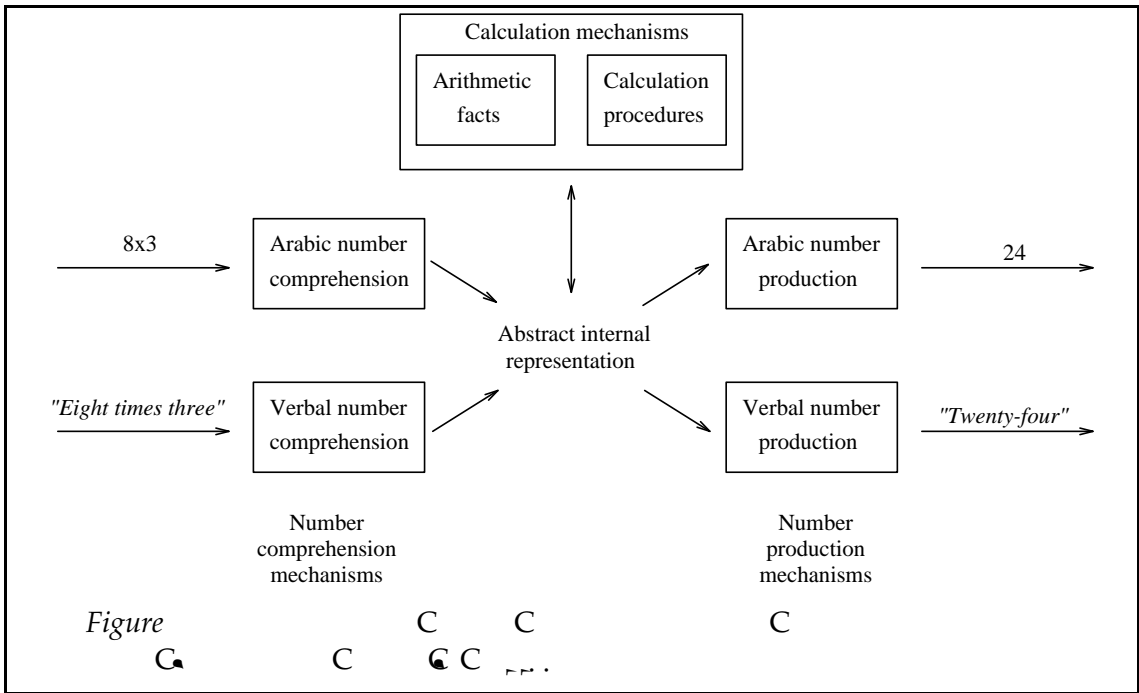 Calculation mechanisms
Arithmetic
facts
Calculation
procedures
8x3
Arabic number
comprehension
Arabic number
production
24
Abstract internal
representation
"Eight times three"
Verbal number
comprehension
Verbal number
production
"Twenty-four"
Number
comprehension
mechanisms
Number
production
mechanisms
Figure C C C
C C C C